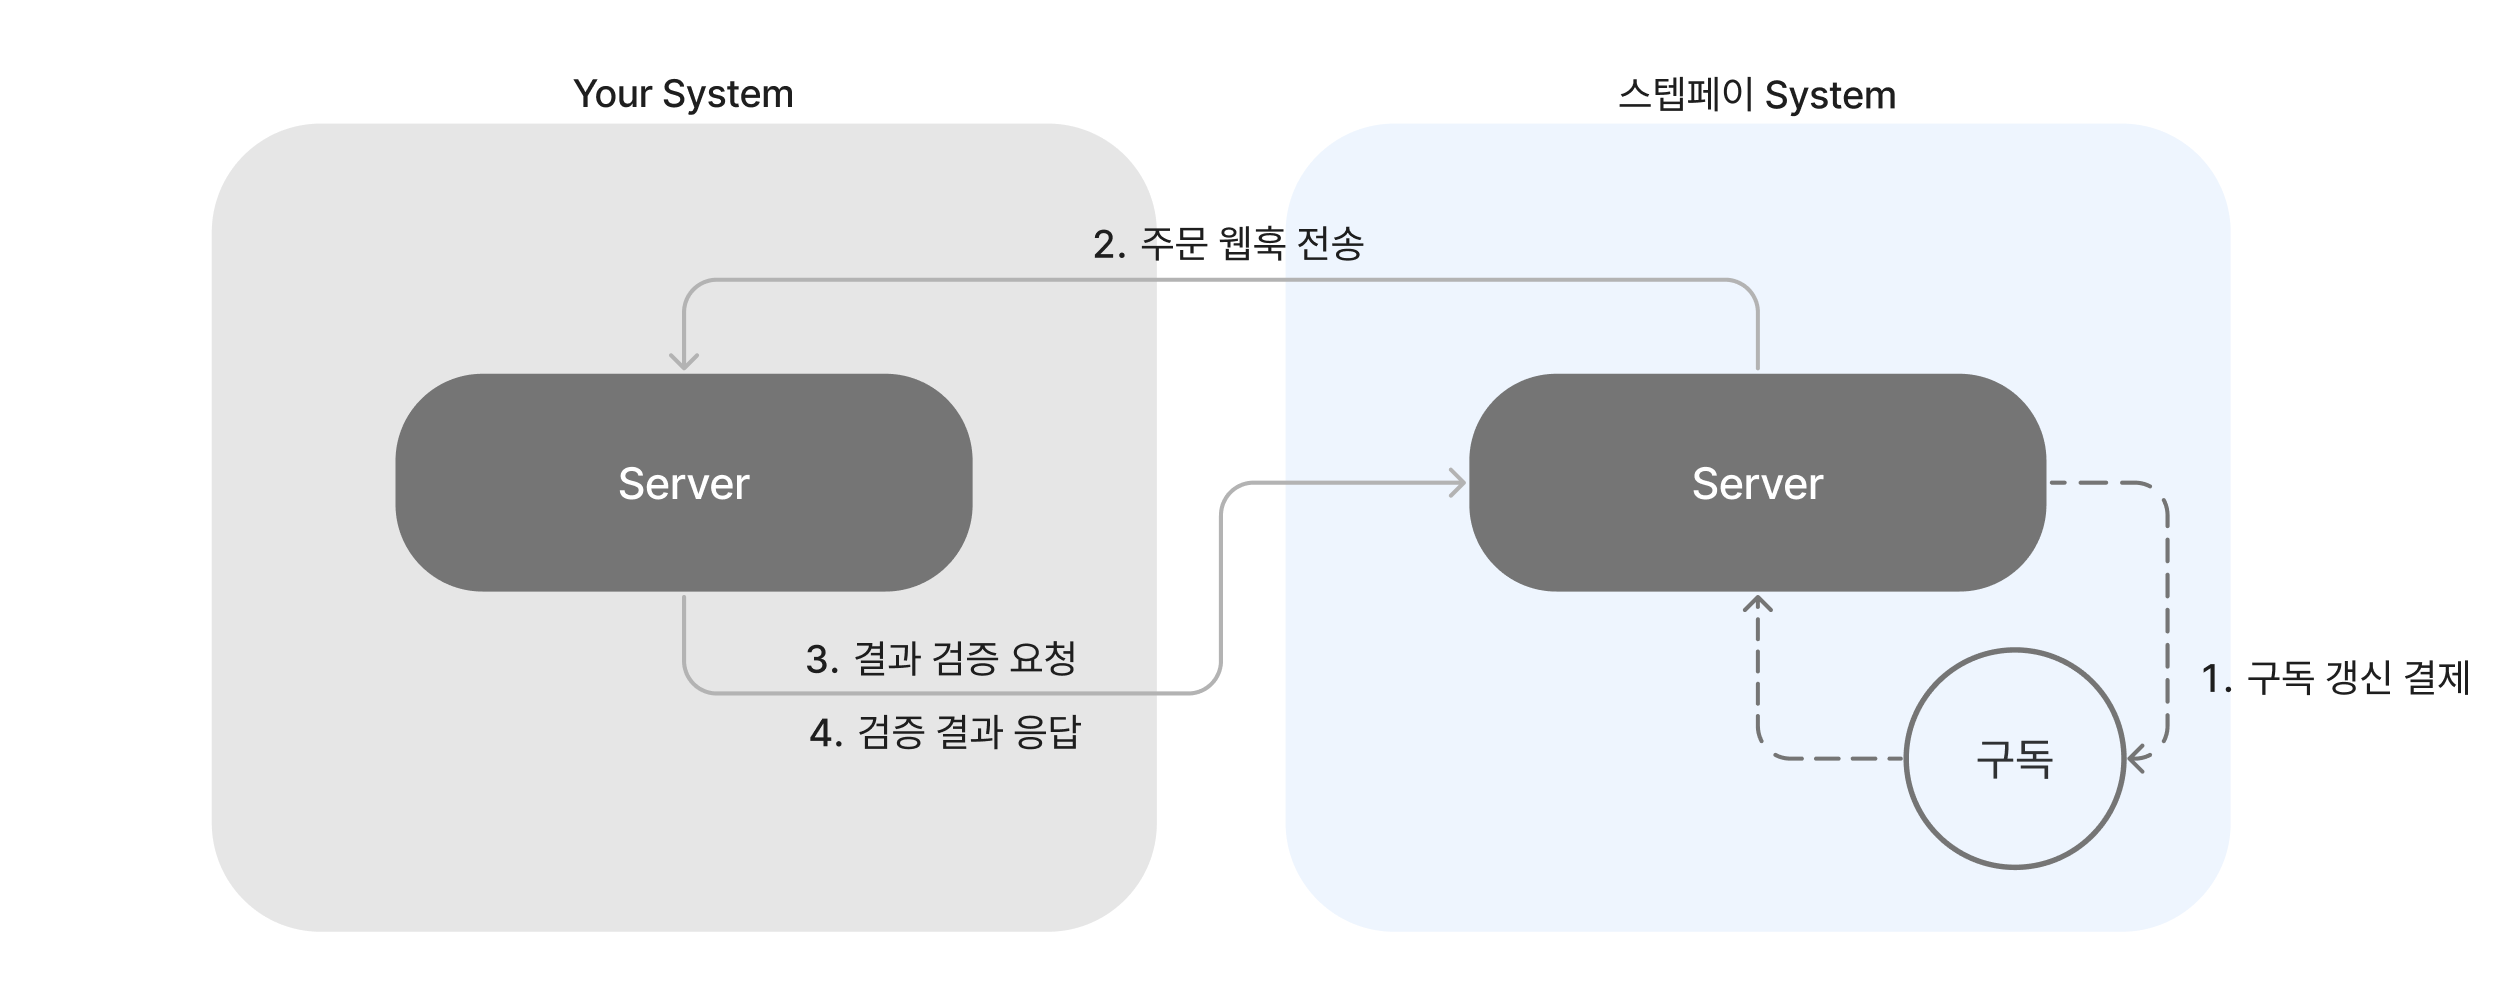 Your System
스텝페이 System
2. 주문 웹훅 전송
Server
Server
3. 결과 검증 요청
4. 검증 결과 응답
1. 구독 갱신 결제
구독